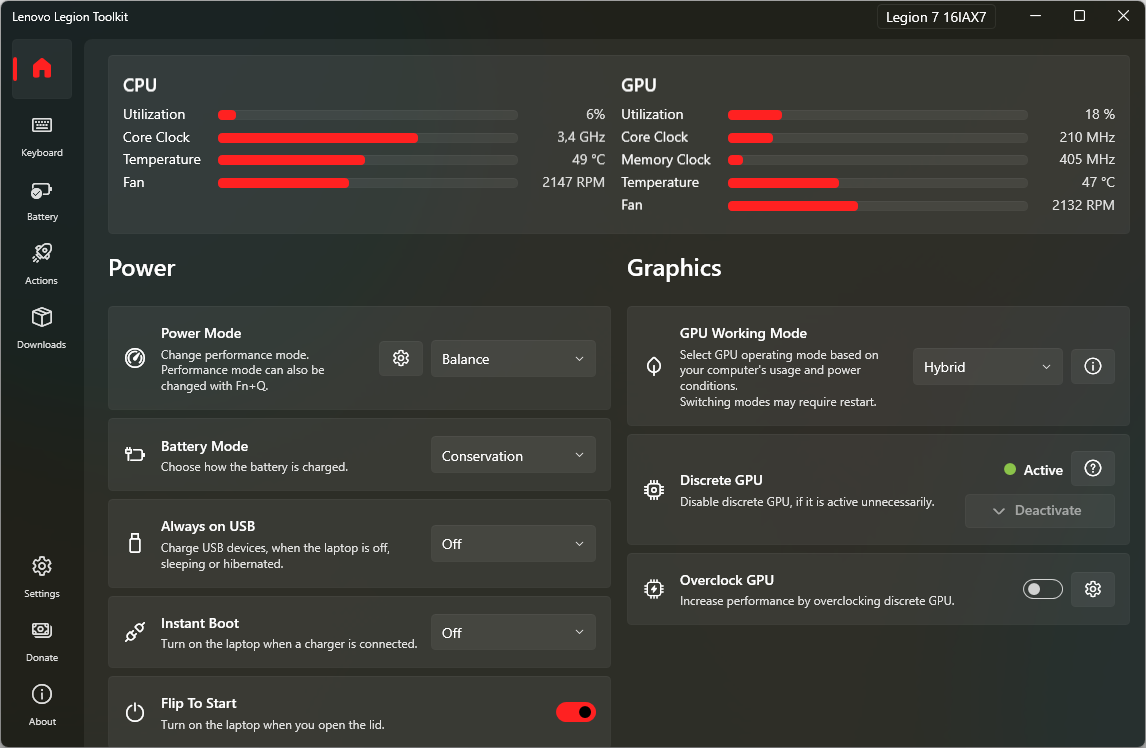 Lenovo Legion Toolkit
Legion 7 16IAX7
Keyboard
Battery
Actions
Downloads
Settings
Donate
About
CPU
Utilization 6%
Core Clock 3,4 GHz
Temperature 49 °C
Fan 2147 RPM
GPU
Utilization 18 %
Core Clock 210 MHz
Memory Clock 405 MHz
Temperature 47 °C
Fan 2132 RPM
Power
Power Mode
Change performance mode.
Performance mode can also be
changed with Fn+Q.
Balance
Battery Mode
Choose how the battery is charged.
Conservation
Always on USB
Charge USB devices, when the laptop is off,
sleeping or hibernated.
Off
Instant Boot
Turn on the laptop when a charger is connected.
Off
Flip To Start
Turn on the laptop when you open the lid.
Graphics
GPU Working Mode
Select GPU operating mode based on
your computer's usage and power
conditions.
Switching modes may require restart.
Hybrid
Discrete GPU
Disable discrete GPU, if it is active unnecessarily.
Active
Deactivate
Overclock GPU
Increase performance by overclocking discrete GPU.